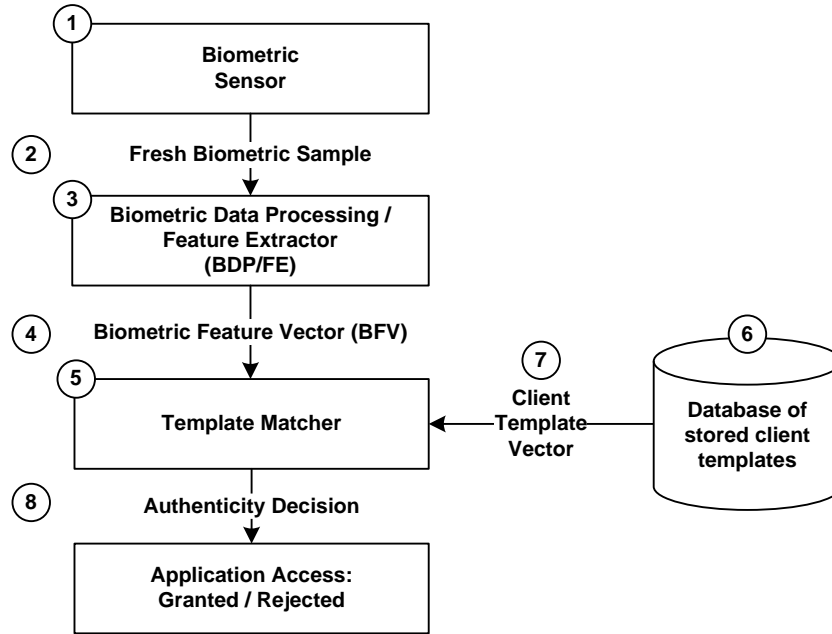 1
Biometric
Sensor
2
Fresh Biometric Sample
3
Biometric Data Processing /
Feature Extractor
(BDP/FE)
4
Biometric Feature Vector (BFV)
5
Template Matcher
6
Database of
stored client
templates
7
Client
Template
Vector
8
Authenticity Decision
Application Access:
Granted / Rejected